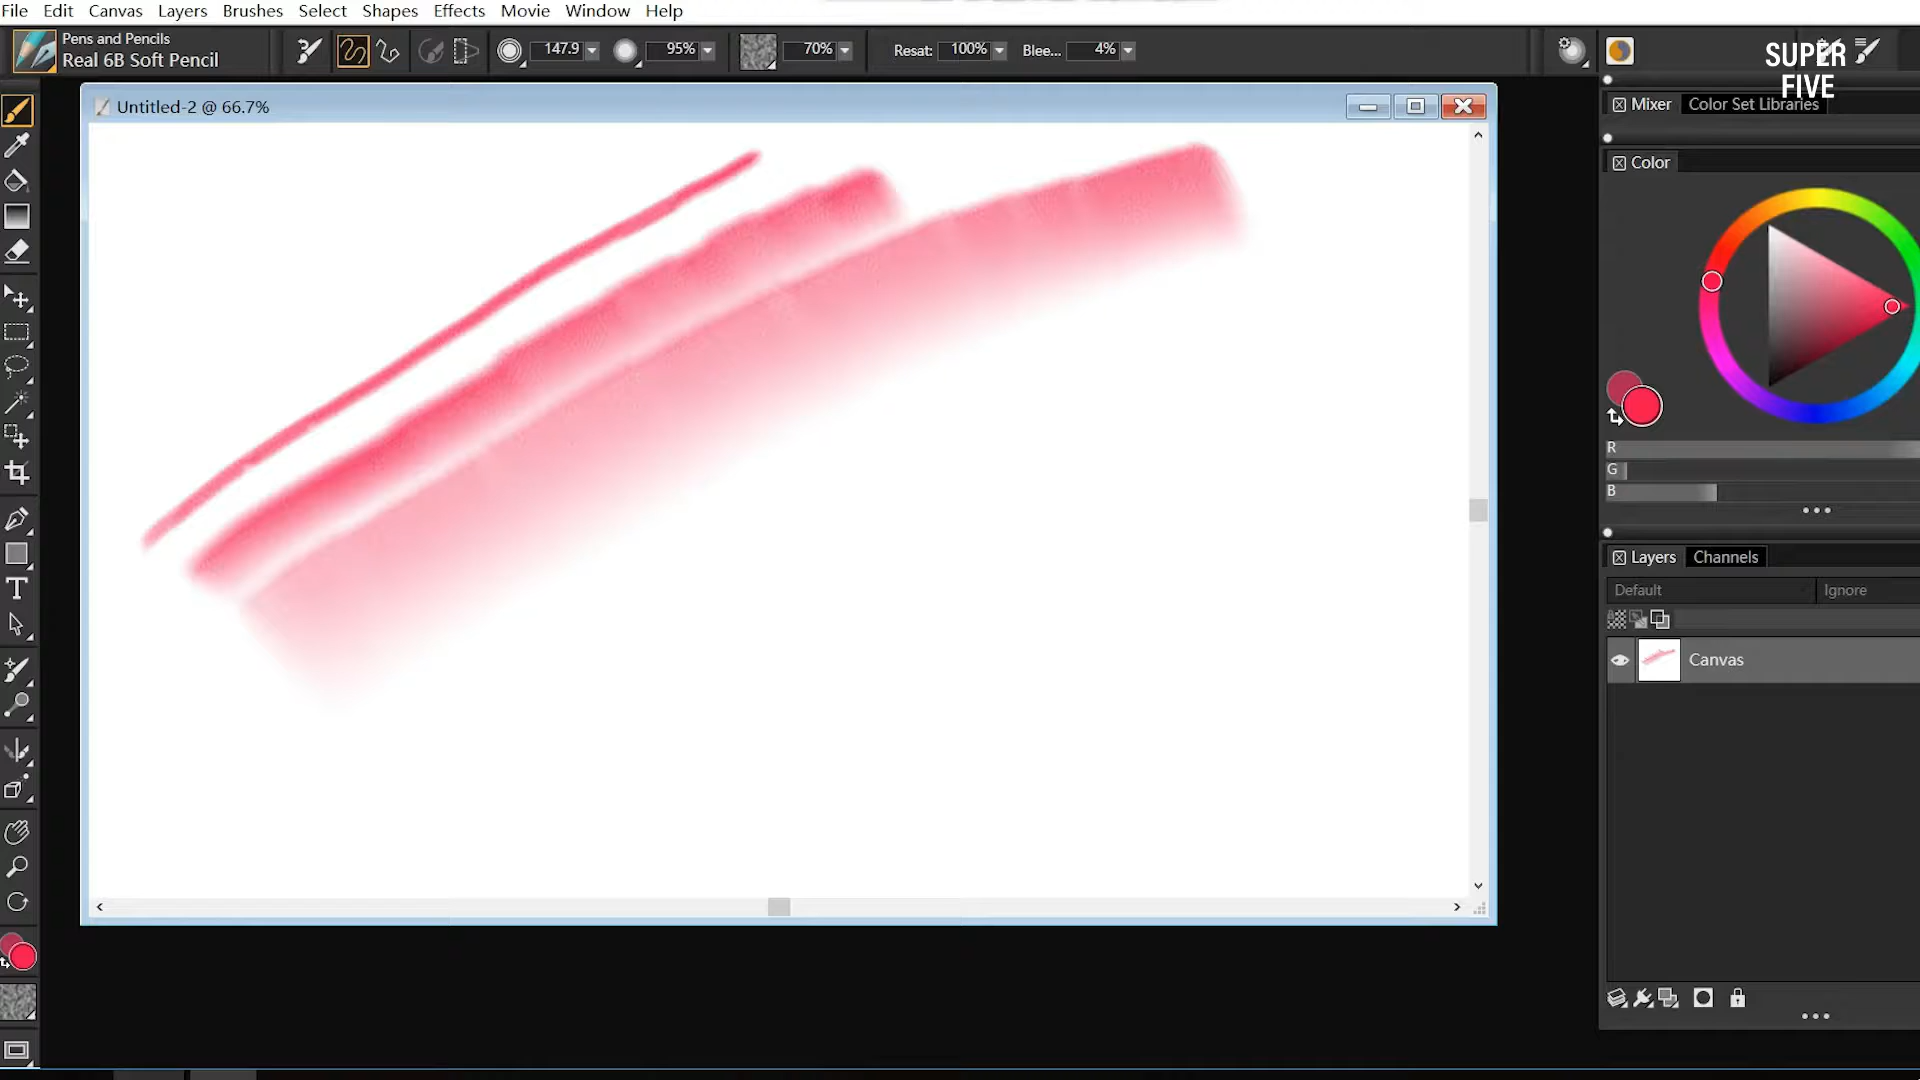 File Edit Canvas Layers Brushes Select Shapes Effects Movie Window Help
Pens and Pencils
Real 6B Soft Pencil
147.9 95% 70% Resat: 100% Blee... 4%
SUPER
FIVE
Untitled-2 @ 66.7%
Mixer Color Set Libraries
Color
R
G
B
Layers Channels
Default Ignore
Canvas
T